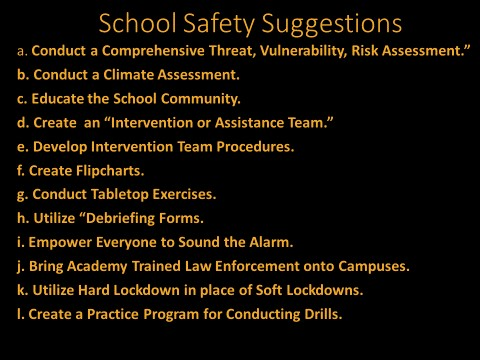 School Safety Suggestions
a. Conduct a Comprehensive Threat, Vulnerability, Risk Assessment.”
b. Conduct a Climate Assessment.
c. Educate the School Community.
d. Create  an “Intervention or Assistance Team.”
e. Develop Intervention Team Procedures.
f. Create Flipcharts.
g. Conduct Tabletop Exercises.
h. Utilize “Debriefing Forms.
i. Empower Everyone to Sound the Alarm.
j. Bring Academy Trained Law Enforcement onto Campuses.
k. Utilize Hard Lockdown in place of Soft Lockdowns.
l. Create a Practice Program for Conducting Drills.